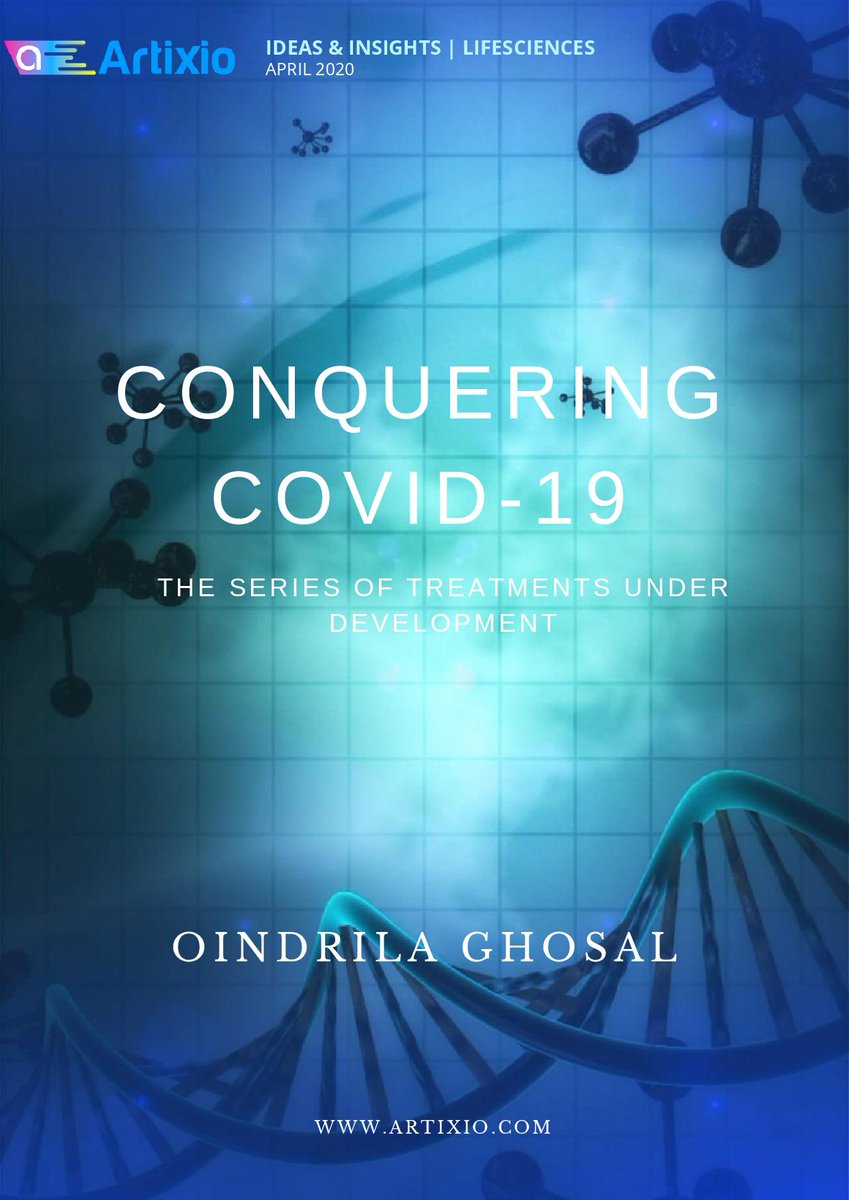 a Artixio
IDEAS & INSIGHTS | LIFESCIENCES
APRIL 2020
CONQUERING
COVID-19
THE SERIES OF TREATMENTS UNDER
DEVELOPMENT
OINDRILA GHOSAL
WWW.ARTIXIO.COM